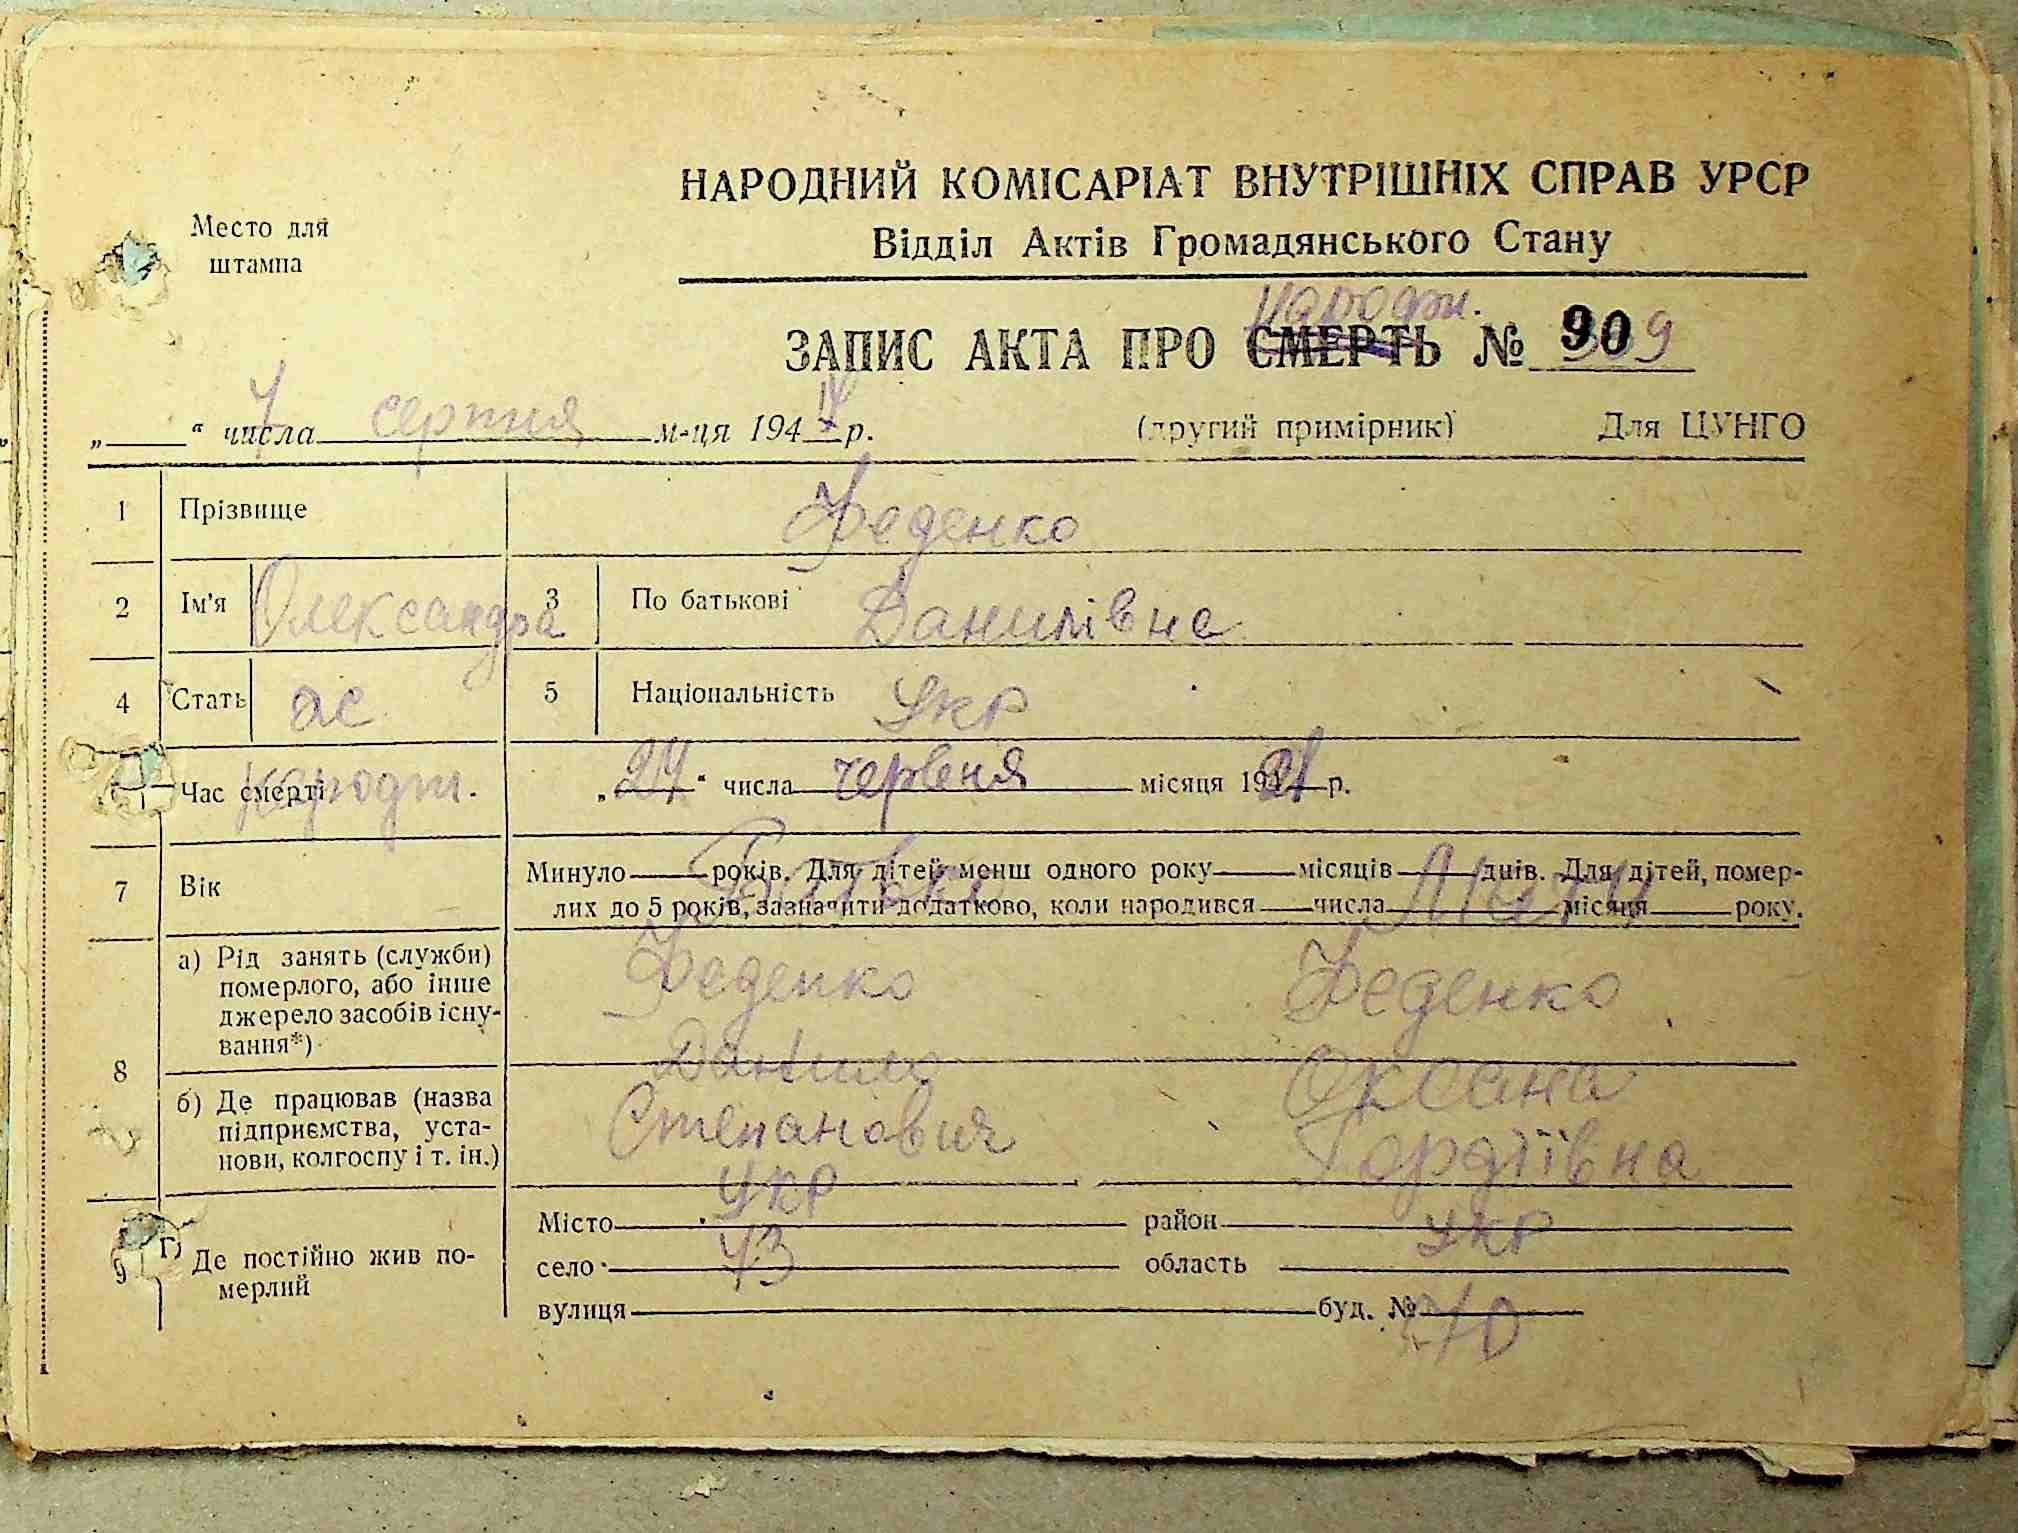 НАРОДНИЙ КОМІСАРІАТ ВНУТРІШНІХ СПРАВ УРСР
Место для штампа
Відділ Актів Громадянського Стану
народж.
ЗАПИС АКТА ПРО СМЕРТЬ № 909
„ 7 “ числа серпня м-ця 1944 р. (другий примірник) Для ЦУНГО
1 Прізвище Феденко
2 Ім'я Олександра 3 По батькові Данилівна
4 Стать ж 5 Національність Укр
Час смерті народж. „24“ числа червня місяця 19 р.
Батько Мати
7 Вік Минуло року. Для дітей менш одного року місяців днів. Для дітей, помер-
лих до 5 років, зазначити додатково, коли народився числа місяця року.
8 а) Рід занять (служби) померлого, або інше джерело засобів існу-вання*)
Феденко Феденко
Данило Оксана
б) Де працював (назва підприємства, уста-нови, колгоспу і т. ін.)
Степанович Гордіївна
укр укр
9 Де постійно жив по-мерлий
Місто район
село 43 область
вулиця буд. № 40